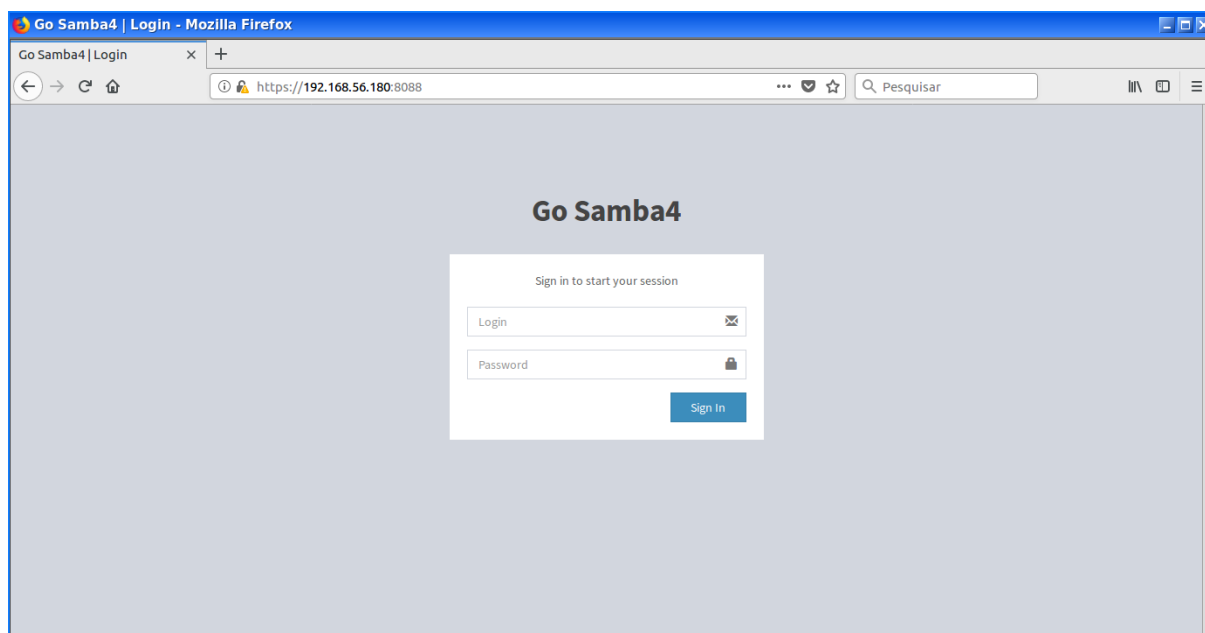 Go Samba4 | Login - Mozilla Firefox
Go Samba4 | Login
https://192.168.56.180:8088
Pesquisar
Go Samba4
Sign in to start your session
Login
Password
Sign In